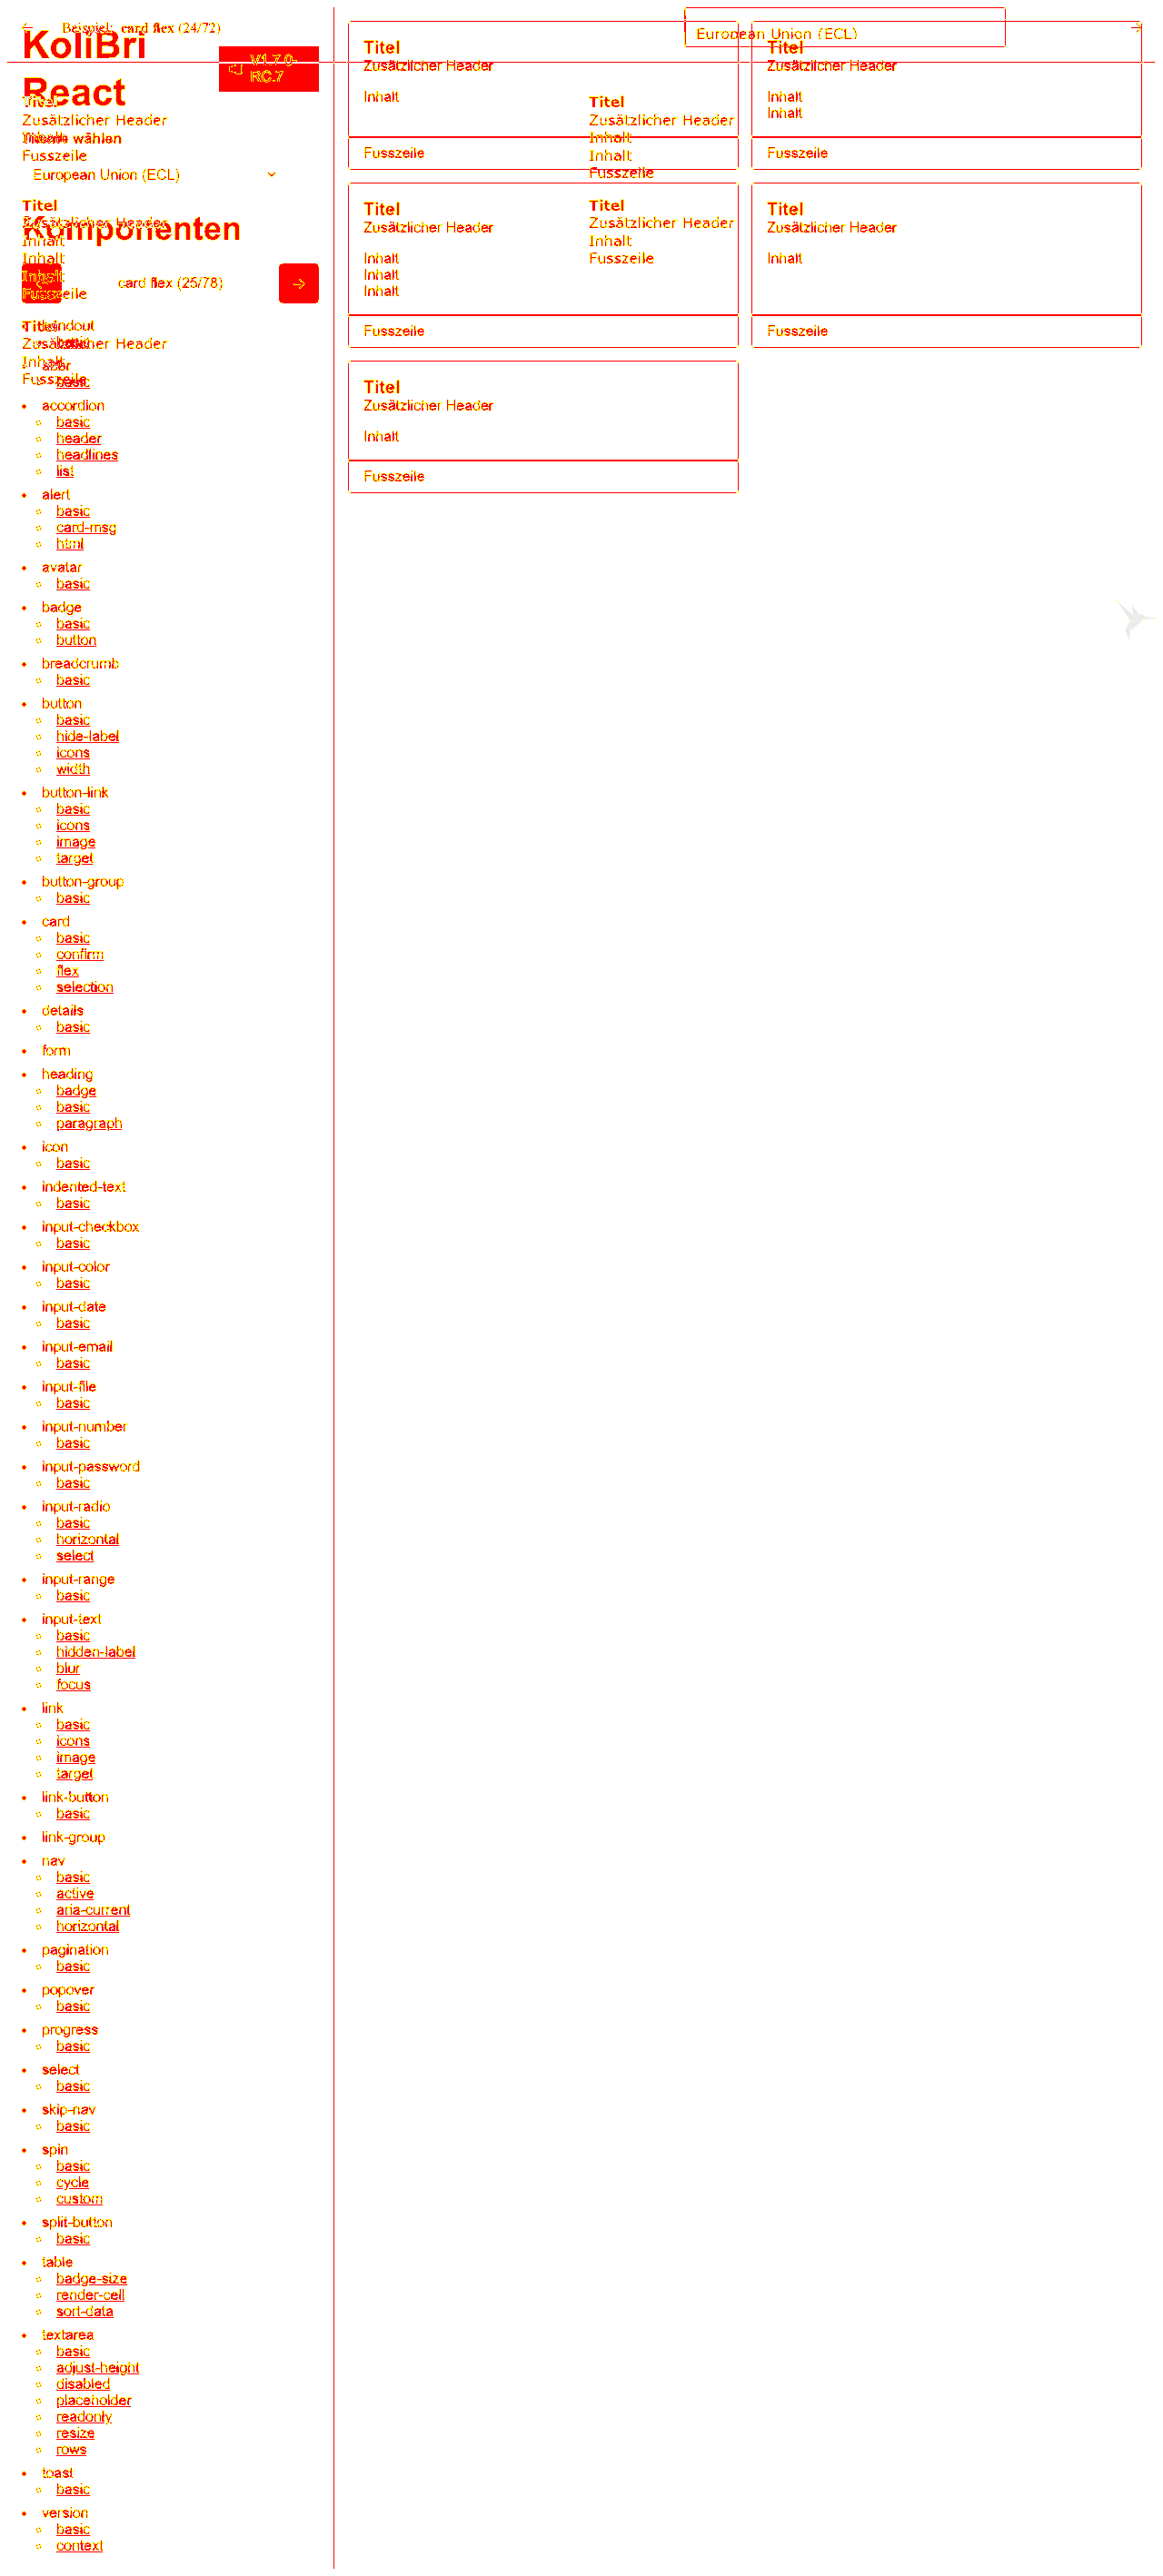 Beispiel: card flex (24/72)
KoliBri
React
V1.7.0-
RC.7
European Union (ECL)
Titel
Zusätzlicher Header
Inhalt
Fusszeile
Theme wählen
European Union (ECL)
Titel
Zusätzlicher Header
Inhalt
Inhalt
Inhalt
Fusszeile
Komponenten
card flex (25/78)
Titel
Zusätzlicher Header
Inhalt
Fusszeile
handout
basic
abbr
basic
accordion
basic
header
headlines
list
alert
basic
card-msg
html
avatar
basic
badge
basic
button
breadcrumb
basic
button
basic
hide-label
icons
width
button-link
basic
icons
image
target
button-group
basic
card
basic
confirm
flex
selection
details
basic
form
heading
badge
basic
paragraph
icon
basic
indented-text
basic
input-checkbox
basic
input-color
basic
input-date
basic
input-email
basic
input-file
basic
input-number
basic
input-password
basic
input-radio
basic
horizontal
select
input-range
basic
input-text
basic
hidden-label
blur
focus
link
basic
icons
image
target
link-button
basic
link-group
nav
basic
active
aria-current
horizontal
pagination
basic
popover
basic
progress
basic
select
basic
skip-nav
basic
spin
basic
cycle
custom
split-button
basic
table
badge-size
render-cell
sort-data
textarea
basic
adjust-height
disabled
placeholder
readonly
resize
rows
toast
basic
version
basic
context
Titel
Zusätzlicher Header
Inhalt
Fusszeile
Titel
Zusätzlicher Header
Inhalt
Inhalt
Fusszeile
Titel
Zusätzlicher Header
Inhalt
Inhalt
Fusszeile
Titel
Zusätzlicher Header
Inhalt
Inhalt
Inhalt
Fusszeile
Titel
Zusätzlicher Header
Inhalt
Fusszeile
Titel
Zusätzlicher Header
Inhalt
Fusszeile
Titel
Zusätzlicher Header
Inhalt
Fusszeile